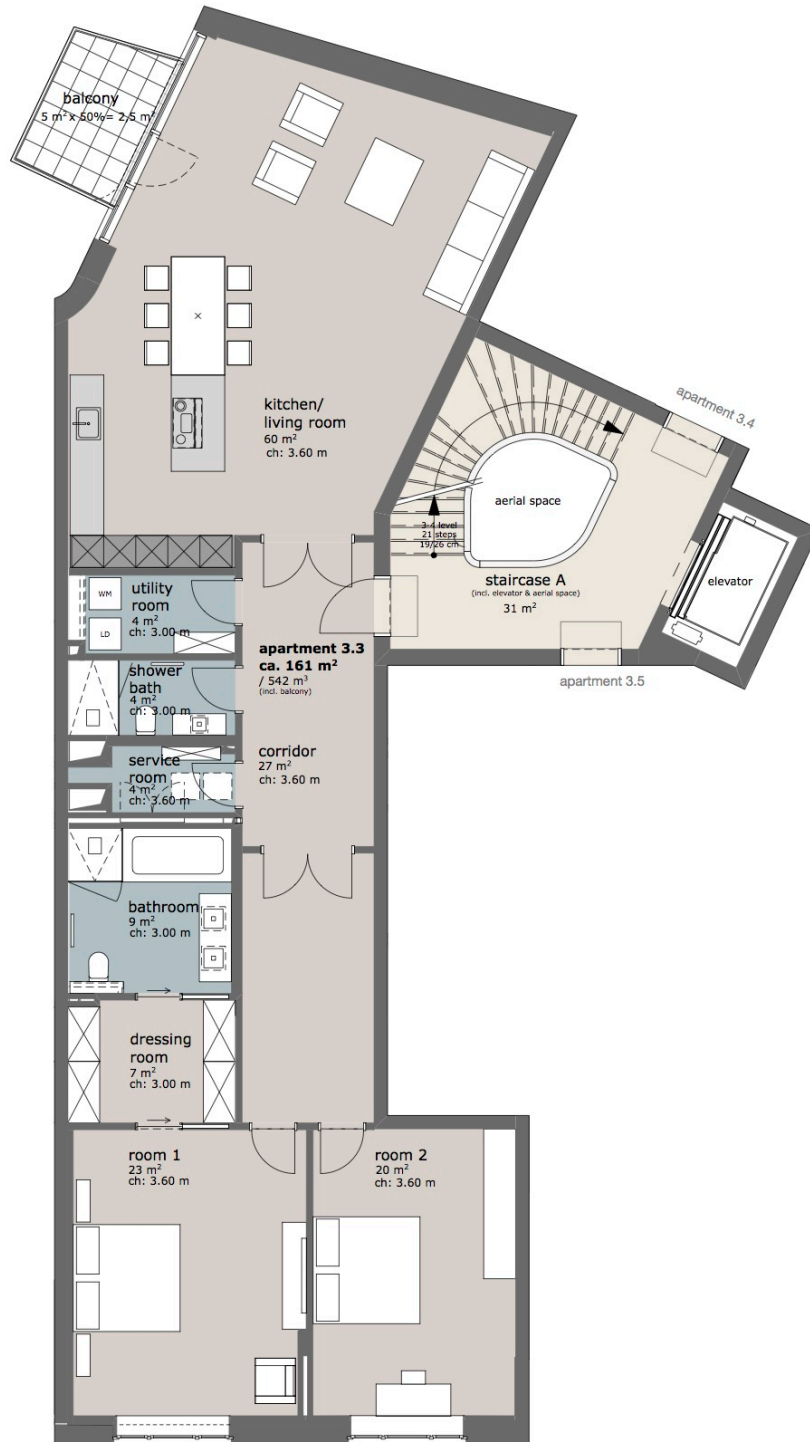 balcony
5 m² x 50%= 2,5 m²
kitchen/
living room
60 m²
ch: 3.60 m
apartment 3.4
aerial space
3-4 level
21 steps
19/26 cm
staircase A
(incl. elevator & aerial space)
31 m²
elevator
apartment 3.5
utility
room
4 m²
ch: 3.00 m
WM
LD
apartment 3.3
ca. 161 m²
/ 542 m³
(incl. balcony)
shower
bath
4 m²
ch: 3.00 m
corridor
27 m²
ch: 3.60 m
service
room
4 m²
ch: 3.60 m
bathroom
9 m²
ch: 3.00 m
dressing
room
7 m²
ch: 3.00 m
room 1
23 m²
ch: 3.60 m
room 2
20 m²
ch: 3.60 m